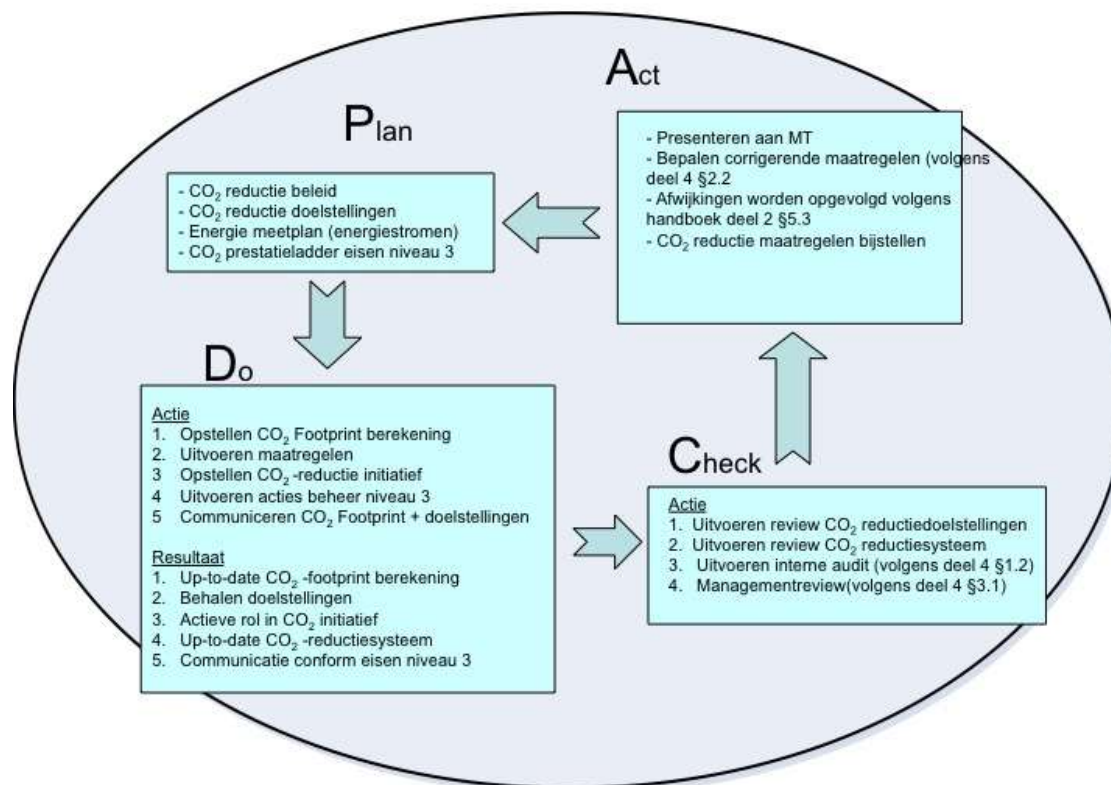 Plan
- CO₂ reductie beleid
- CO₂ reductie doelstellingen
- Energie meetplan (energiestromen)
- CO₂ prestatieladder eisen niveau 3
Do
Actie
1. Opstellen CO₂ Footprint berekening
2. Uitvoeren maatregelen
3 Opstellen CO₂ -reductie initiatief
4 Uitvoeren acties beheer niveau 3
5 Communiceren CO₂ Footprint + doelstellingen
Resultaat
1. Up-to-date CO₂ -footprint berekening
2. Behalen doelstellingen
3. Actieve rol in CO₂ initiatief
4. Up-to-date CO₂ -reductiesysteem
5. Communicatie conform eisen niveau 3
Check
Actie
1. Uitvoeren review CO₂ reductiedoelstellingen
2. Uitvoeren review CO₂ reductiesysteem
3. Uitvoeren interne audit (volgens deel 4 §1.2)
4. Managementreview(volgens deel 4 §3.1)
Act
- Presenteren aan MT
- Bepalen corrigerende maatregelen (volgens
deel 4 §2.2
- Afwijkingen worden opgevolgd volgens
handboek deel 2 §5.3
- CO₂ reductie maatregelen bijstellen